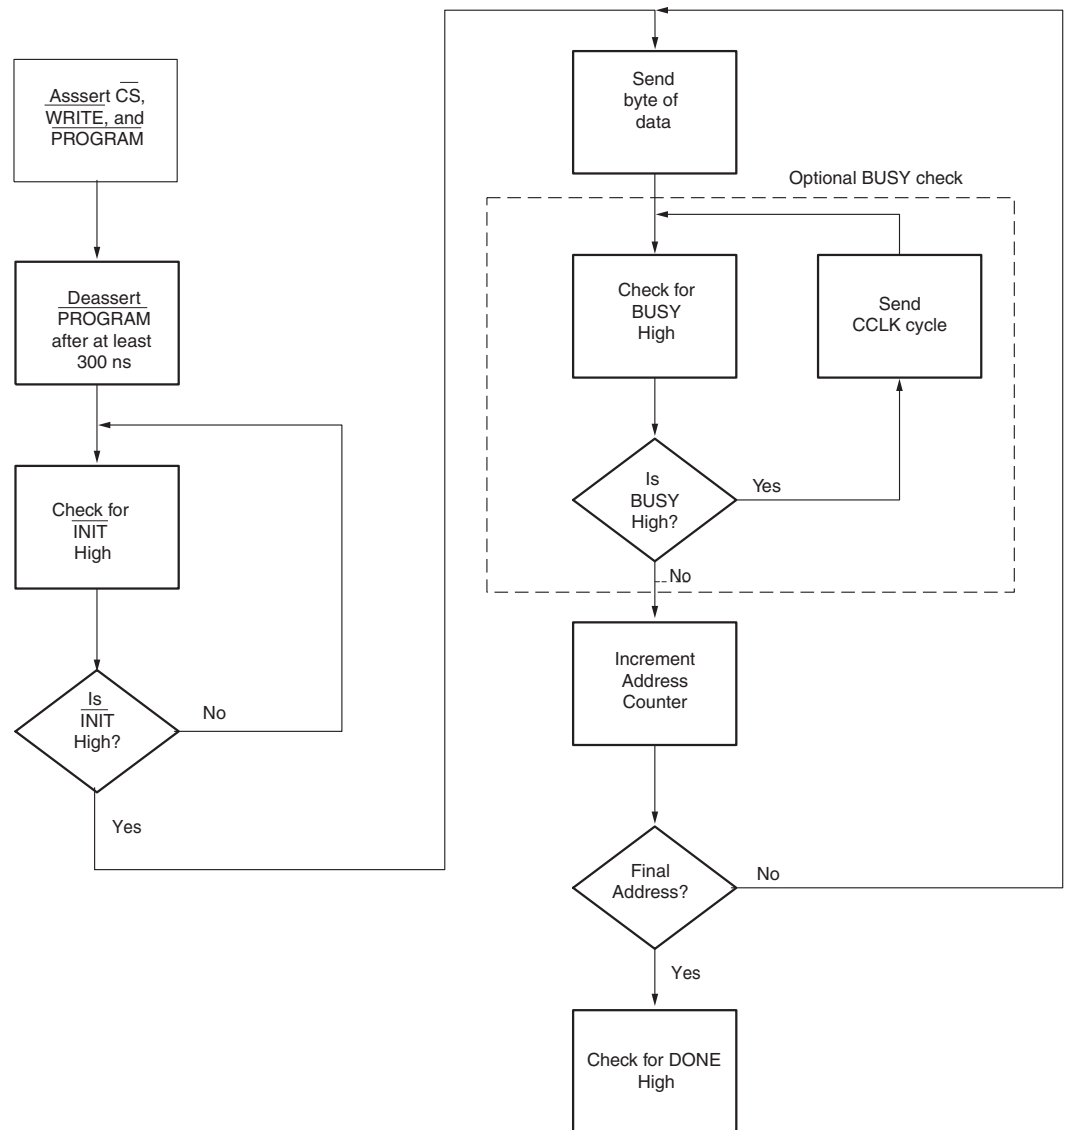 Asssert CS,
WRITE, and
PROGRAM
Deassert
PROGRAM
after at least
300 ns
Check for
INIT
High
Is
INIT
High?
No
Yes
Send
byte of
data
Optional BUSY check
Check for
BUSY
High
Send
CCLK cycle
Is
BUSY
High?
Yes
No
Increment
Address
Counter
Final
Address?
No
Yes
Check for DONE
High